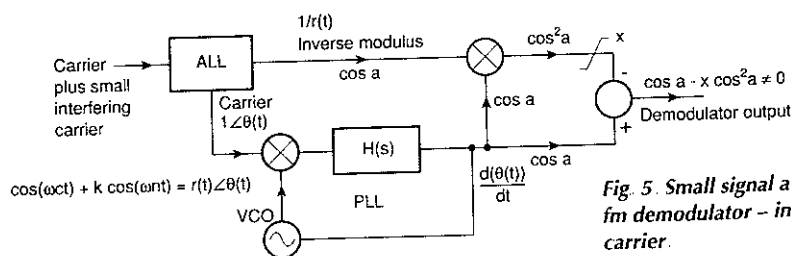 1/r(t)
Inverse modulus
cos a
cos²a
x
Carrier
plus small
interfering
carrier
ALL
Carrier
1∠θ(t)
cos a
-
cos a - x cos²a ≠ 0
Demodulator output
+
H(s)
cos a
d(θ(t))
dt
cos(ωct) + k cos(ωnt) = r(t)∠θ(t)
VCO
PLL
Fig. 5. Small signal a
fm demodulator – in
carrier.